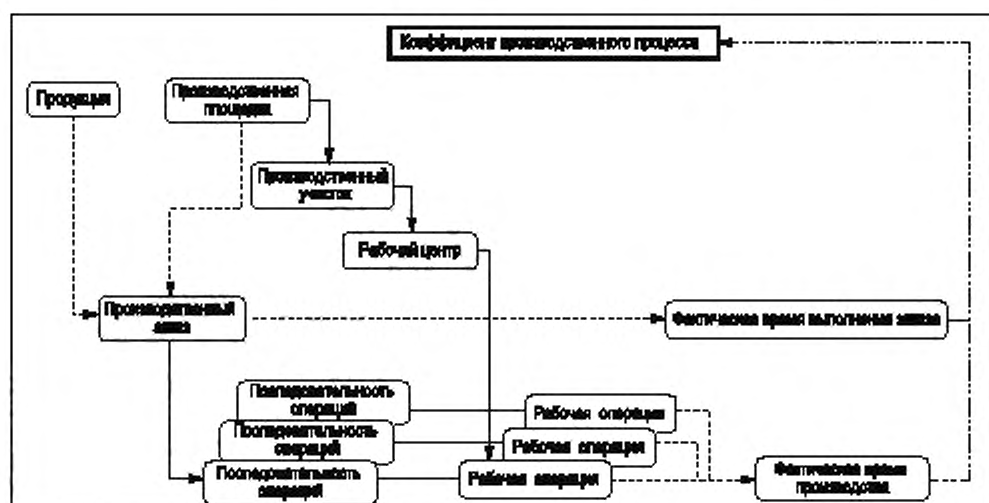 Коэффициент производственного процесса
Продукция
Производственная
площадка
Производственный
участок
Рабочий центр
Производственный
заказ
Фактическое время выполнения заказа
Последовательность
операций
Рабочая операция
Последовательность
операций
Рабочая операция
Последовательность
операций
Рабочая операция
Фактическое время
производства